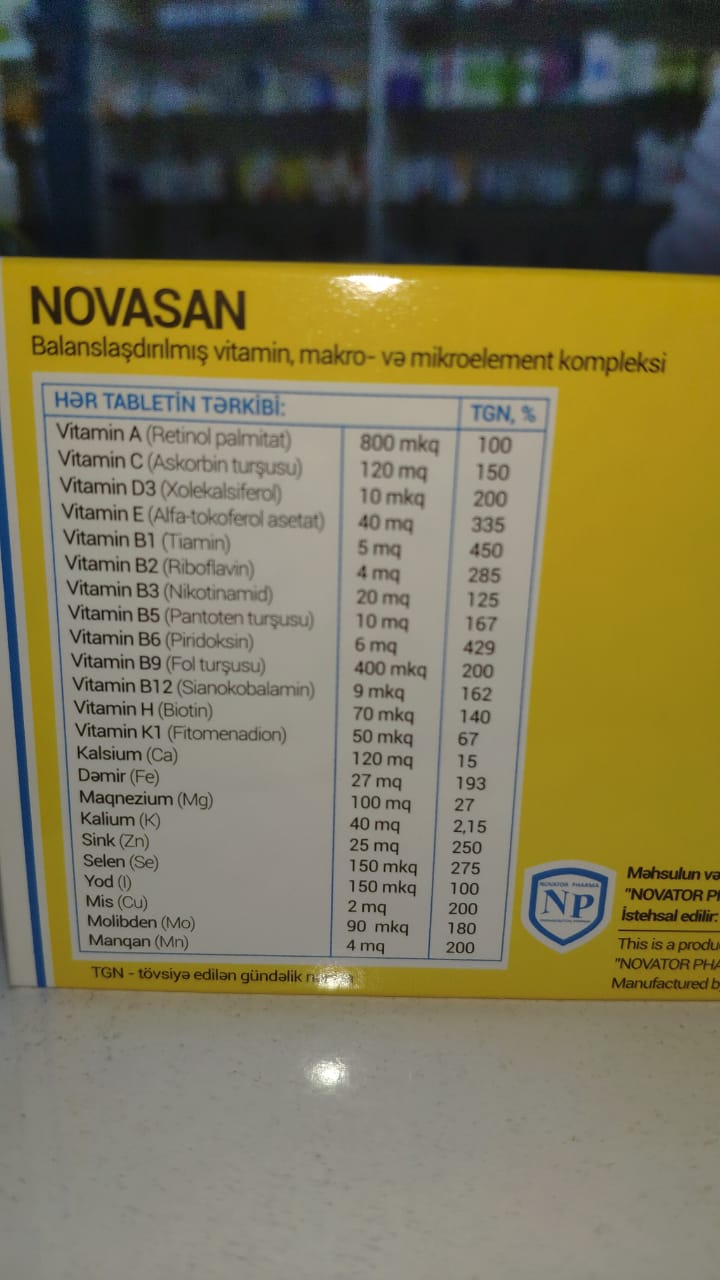 NOVASAN
Balanslaşdırılmış vitamin, makro- və mikroelement kompleksi
HƏR TABLETİN TƏRKİBİ: TGN, %
Vitamin A (Retinol palmitat) 800 mkq 100
Vitamin C (Askorbin turşusu) 120 mq 150
Vitamin D3 (Xolekalsiferol) 10 mkq 200
Vitamin E (Alfa-tokoferol asetat) 40 mq 335
Vitamin B1 (Tiamin) 5 mq 450
Vitamin B2 (Riboflavin) 4 mq 285
Vitamin B3 (Nikotinamid) 20 mq 125
Vitamin B5 (Pantoten turşusu) 10 mq 167
Vitamin B6 (Piridoksin) 6 mq 429
Vitamin B9 (Fol turşusu) 400 mkq 200
Vitamin B12 (Sianokobalamin) 9 mkq 162
Vitamin H (Biotin) 70 mkq 140
Vitamin K1 (Fitomenadion) 50 mkq 67
Kalsium (Ca) 120 mq 15
Dəmir (Fe) 27 mq 193
Maqnezium (Mg) 100 mq 27
Kalium (K) 40 mq 2,15
Sink (Zn) 25 mq 250
Selen (Se) 150 mkq 275
Yod (I) 150 mkq 100
Mis (Cu) 2 mq 200
Molibden (Mo) 90 mkq 180
Manqan (Mn) 4 mq 200
TGN - tövsiyə edilən gündəlik
NOVATOR PHARMA
NP
Məhsulun və
"NOVATOR P
İstehsal edilir:
This is a produ
"NOVATOR PHA
Manufactured b